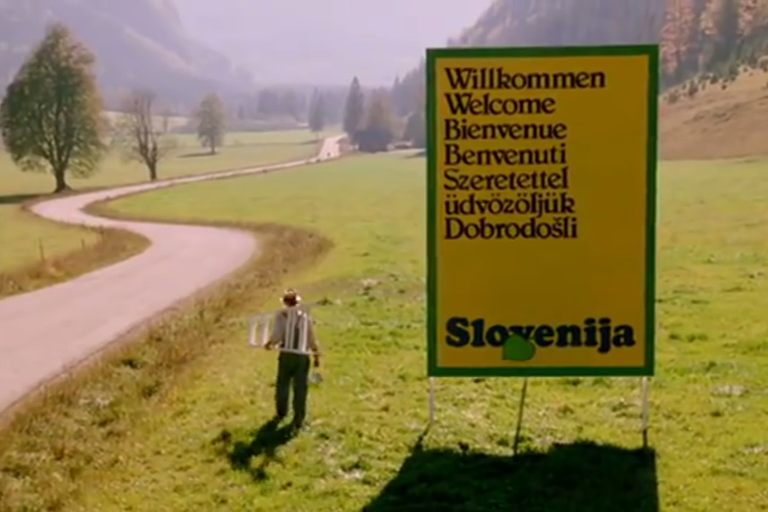 Willkommen
Welcome
Bienvenue
Benvenuti
Szeretettel
üdvözöljük
Dobrodošli
Slovenija